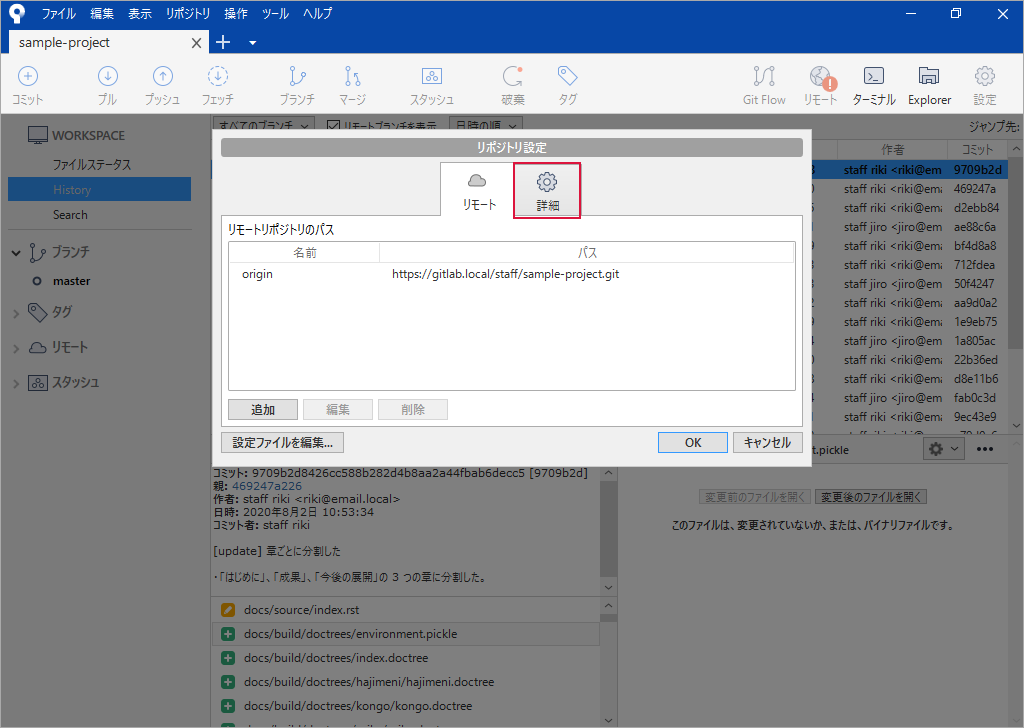 ファイル 編集 表示 リポジトリ 操作 ツール ヘルプ
sample-project
コミット プル プッシュ フェッチ ブランチ マージ スタッシュ 破棄 タグ Git Flow リモート ターミナル Explorer 設定
すべてのブランチ リモートブランチを表示 日時の順 ジャンプ先:
WORKSPACE
ファイルステータス
History
Search
ブランチ
master
タグ
リモート
スタッシュ
リポジトリ設定
リモート 詳細
リモートリポジトリのパス
名前 パス
origin https://gitlab.local/staff/sample-project.git
追加 編集 削除
設定ファイルを編集... OK キャンセル
作者 コミット
staff riki <riki@em 9709b2d
staff riki <riki@ema 469247a
staff riki <riki@ema d2ebb84
staff jiro <jiro@ema ae88c6a
staff riki <riki@ema bf4d8a8
staff riki <riki@ema 712fdea
staff jiro <jiro@ema 50f4247
staff riki <riki@ema aa9d0a2
staff riki <riki@ema 1e9eb75
staff jiro <jiro@ema 1a805ac
staff riki <riki@ema 22b36ed
staff riki <riki@ema d8e11b6
staff jiro <jiro@ema fab0c3d
staff riki <riki@ema 9ec43e9
コミット: 9709b2d8426cc588b282d4b8aa2a44fbab6decc5 [9709b2d]
親: 469247a226
作者: staff riki <riki@email.local>
日時: 2020年8月2日 10:53:34
コミット者: staff riki
[update] 章ごとに分割した
・「はじめに」、「成果」、「今後の展開」の 3 つの章に分割した。
docs/source/index.rst
docs/build/doctrees/environment.pickle
docs/build/doctrees/index.doctree
docs/build/doctrees/hajimeni/hajimeni.doctree
docs/build/doctrees/kongo/kongo.doctree
t.pickle
変更前のファイルを開く 変更後のファイルを開く
このファイルは、変更されていないか、または、バイナリファイルです。